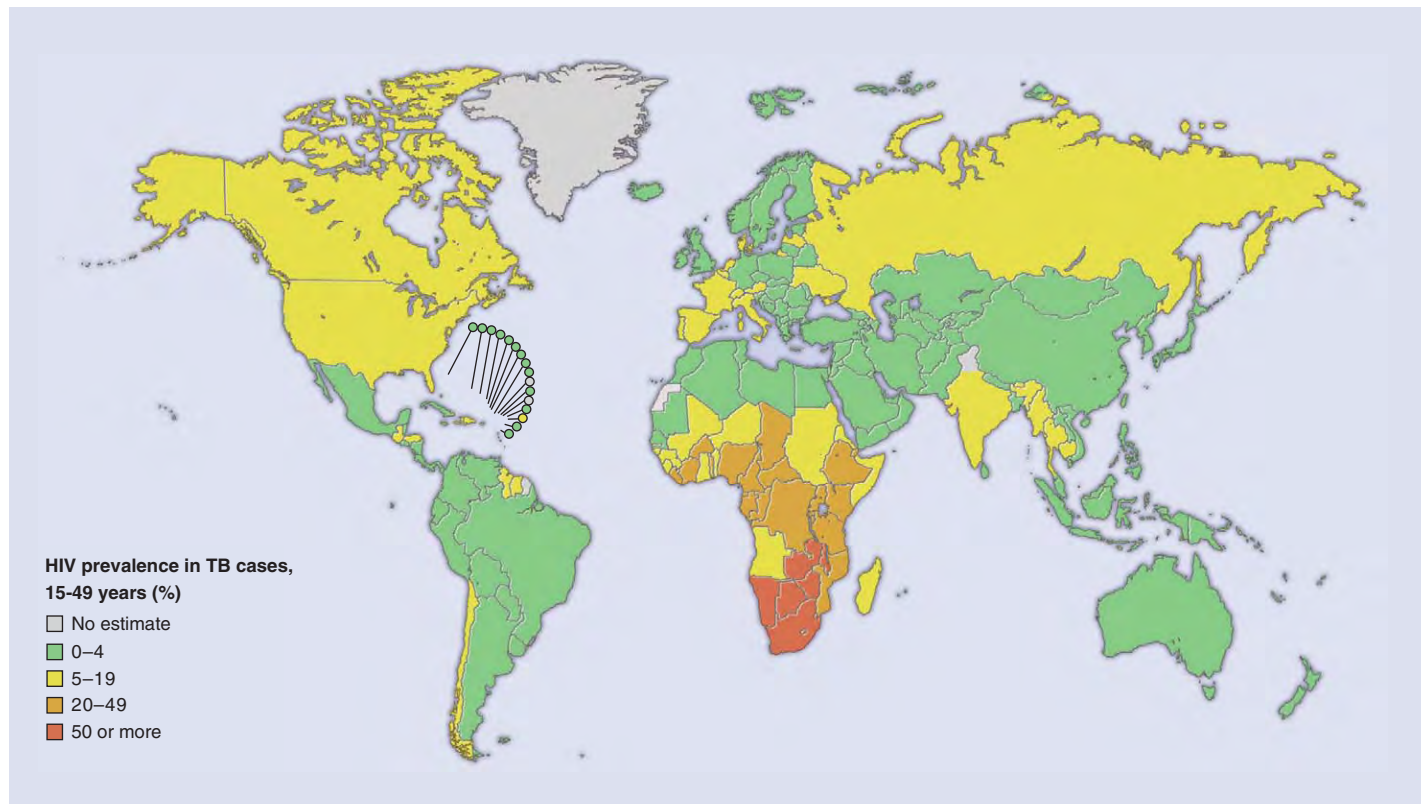 HIV prevalence in TB cases,
15-49 years (%)
No estimate
0–4
5–19
20–49
50 or more